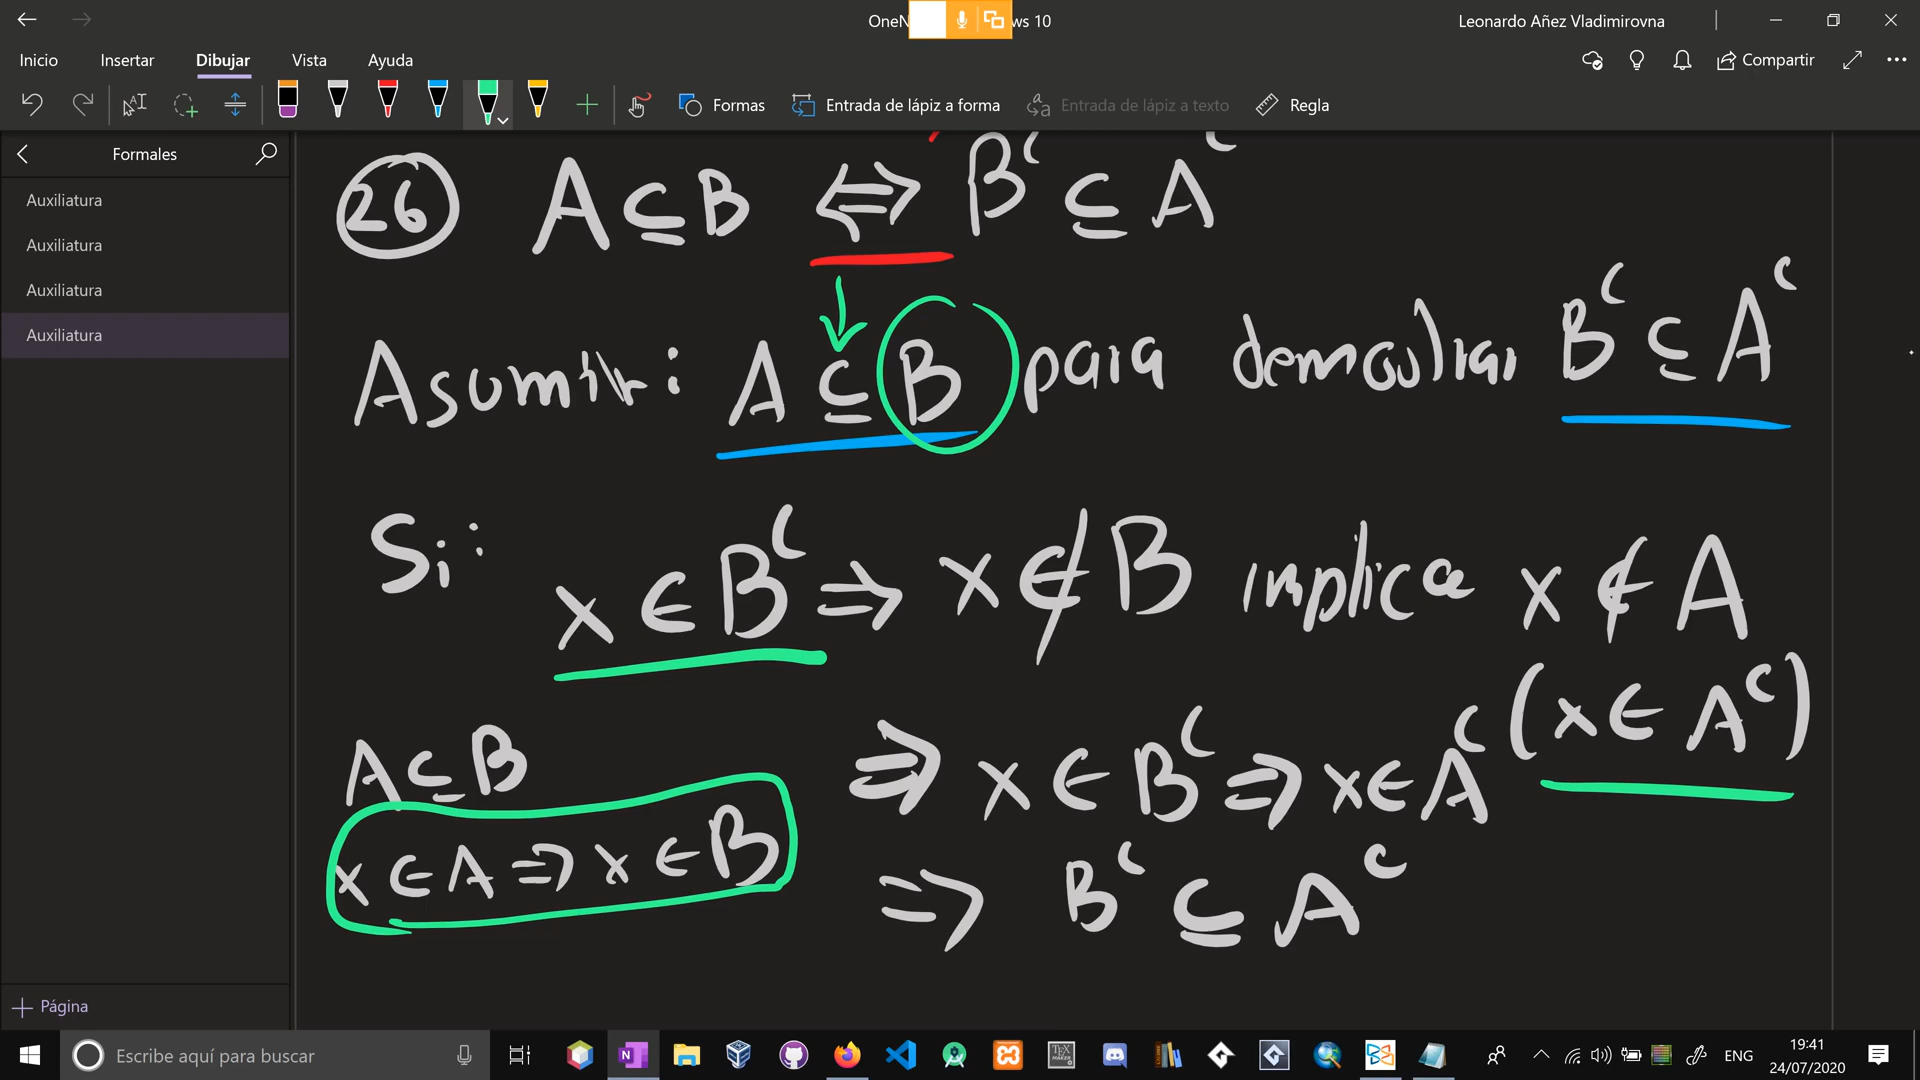 OneN
ws 10
Leonardo Añez Vladimirovna
Inicio Insertar Dibujar Vista Ayuda
Compartir
Formas Entrada de lápiz a forma Entrada de lápiz a texto Regla
Formales
Auxiliatura
Auxiliatura
Auxiliatura
Auxiliatura
Página
26 A ⊆ B ⇔ Bᶜ ⊆ Aᶜ
Asumir: A ⊆ B para demostrar Bᶜ ⊆ Aᶜ
Si: x ∈ Bᶜ ⇒ x ∉ B implica x ∉ A
(x ∈ Aᶜ)
A ⊆ B
⇒ x ∈ Bᶜ ⇒ x ∈ Aᶜ
x ∈ A ⇒ x ∈ B
⇒ Bᶜ ⊆ Aᶜ
Escribe aquí para buscar
ENG
19:41
24/07/2020